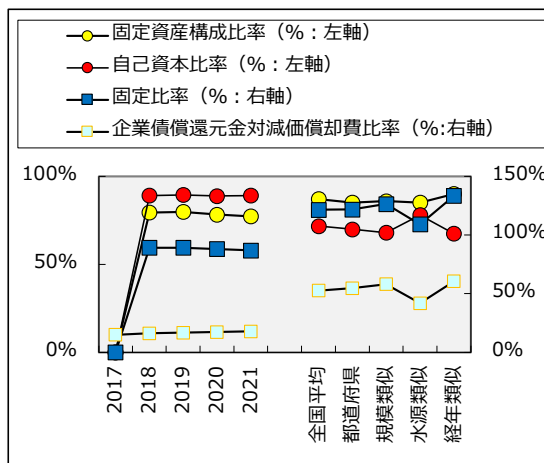 固定資産構成比率（%：左軸）
自己資本比率（%：左軸）
固定比率（%：右軸）
企業債償還元金対減価償却費比率（%:右軸）
100%
50%
0%
150%
100%
50%
0%
2017
2018
2019
2020
2021
全国平均
都道府県
規模類似
水源類似
経年類似